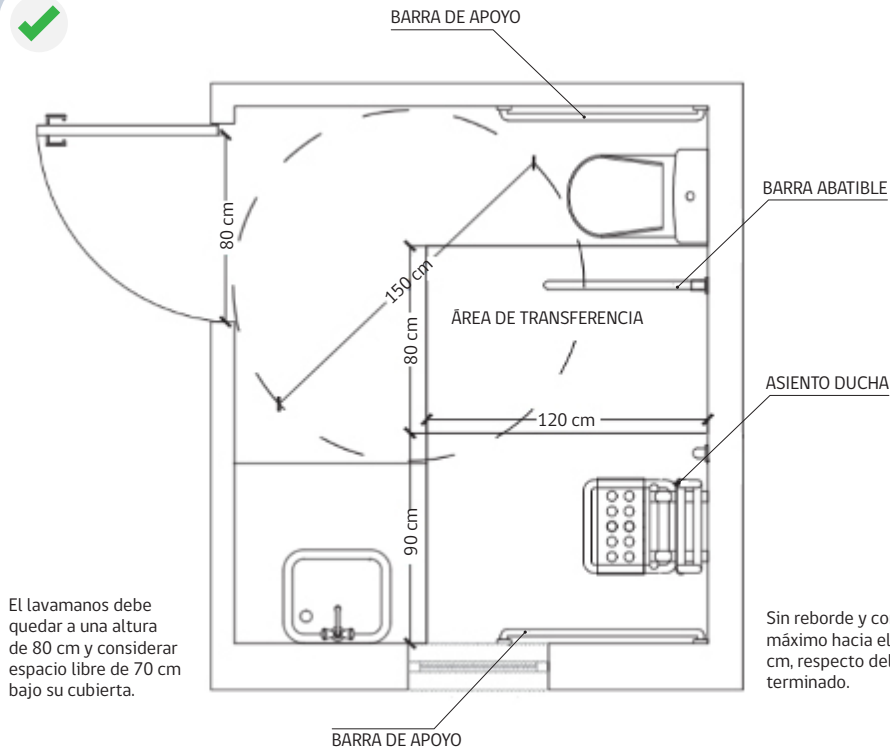 BARRA DE APOYO
BARRA ABATIBLE
80 cm
150 cm
80 cm
ÁREA DE TRANSFERENCIA
ASIENTO DUCHA
120 cm
90 cm
El lavamanos debe
quedar a una altura
de 80 cm y considerar
espacio libre de 70 cm
bajo su cubierta.
Sin reborde y co
máximo hacia el
cm, respecto del
terminado.
BARRA DE APOYO